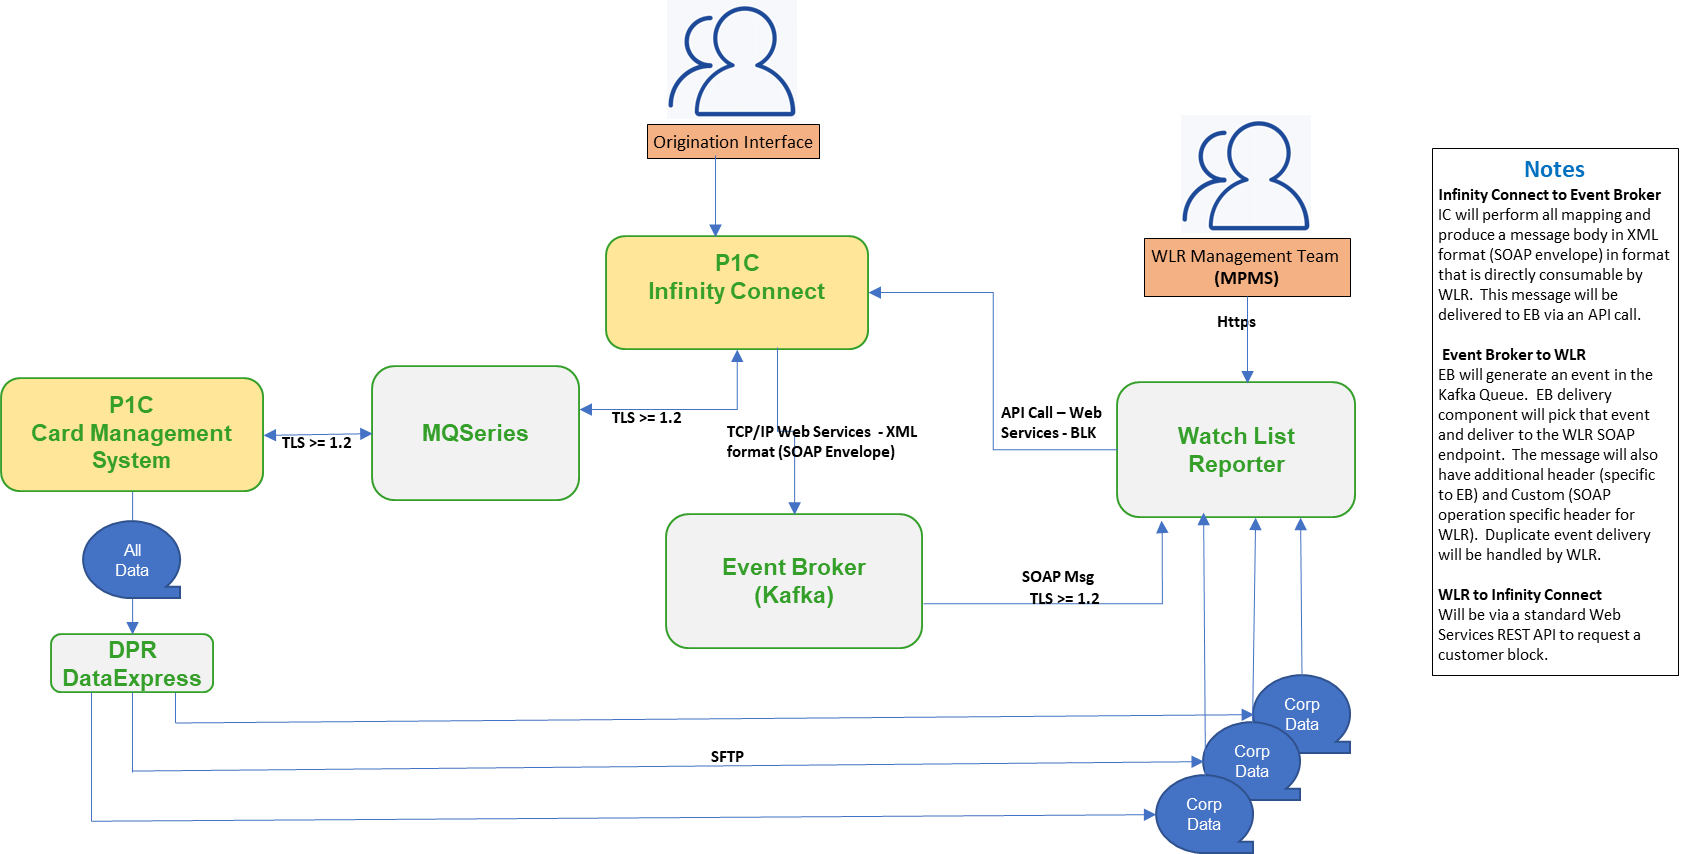 Origination Interface
P1C
Infinity Connect
WLR Management Team
(MPMS)
Https
P1C
Card Management
System
TLS >= 1.2
MQSeries
TLS >= 1.2
TCP/IP Web Services  - XML
format (SOAP Envelope)
API Call – Web
Services - BLK
Watch List
Reporter
All
Data
Event Broker
(Kafka)
SOAP Msg
TLS >= 1.2
DPR
DataExpress
SFTP
Corp
Data
Corp
Data
Corp
Data
Notes
Infinity Connect to Event Broker
IC will perform all mapping and
produce a message body in XML
format (SOAP envelope) in format
that is directly consumable by
WLR.  This message will be
delivered to EB via an API call.
Event Broker to WLR
EB will generate an event in the
Kafka Queue.  EB delivery
component will pick that event
and deliver to the WLR SOAP
endpoint.  The message will also
have additional header (specific
to EB) and Custom (SOAP
operation specific header for
WLR).  Duplicate event delivery
will be handled by WLR.
WLR to Infinity Connect
Will be via a standard Web
Services REST API to request a
customer block.